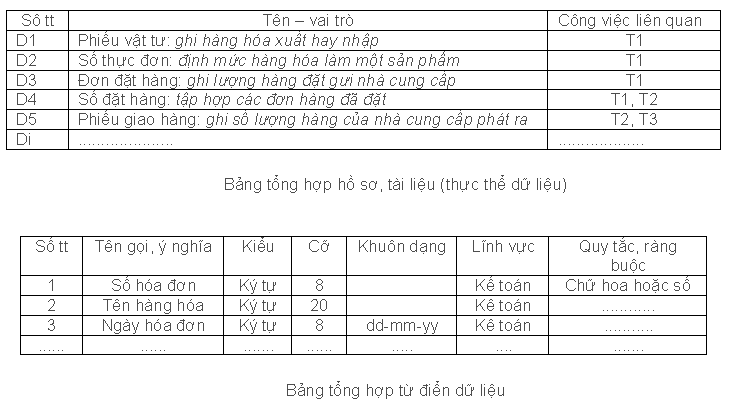 Số tt Tên – vai trò Công việc liên quan
D1 Phiếu vật tư: ghi hàng hóa xuất hay nhập T1
D2 Số thực đơn: định mức hàng hóa làm một sản phẩm T1
D3 Đơn đặt hàng: ghi lượng hàng đặt gưi nhà cung cấp T1
D4 Số đặt hàng: tập hợp các đơn hàng đã đặt T1, T2
D5 Phiếu giao hàng: ghi số lượng hàng của nhà cung cấp phát ra T2, T3
Di ..................... ...................
Bảng tổng hợp hồ sơ, tài liệu (thực thể dữ liệu)
Số tt Tên gọi, ý nghĩa Kiểu Cỡ Khuôn dạng Lĩnh vực Quy tắc, ràng
buộc
1 Số hóa đơn Ký tự 8 Kế toán Chữ hoa hoặc số
2 Tên hàng hóa Ký tự 20 Kế toán ............
3 Ngày hóa đơn Ký tự 8 dd-mm-yy Kế toán ...........
...... ...... ....... ...... ..... .... .......
Bảng tổng hợp từ điển dữ liệu